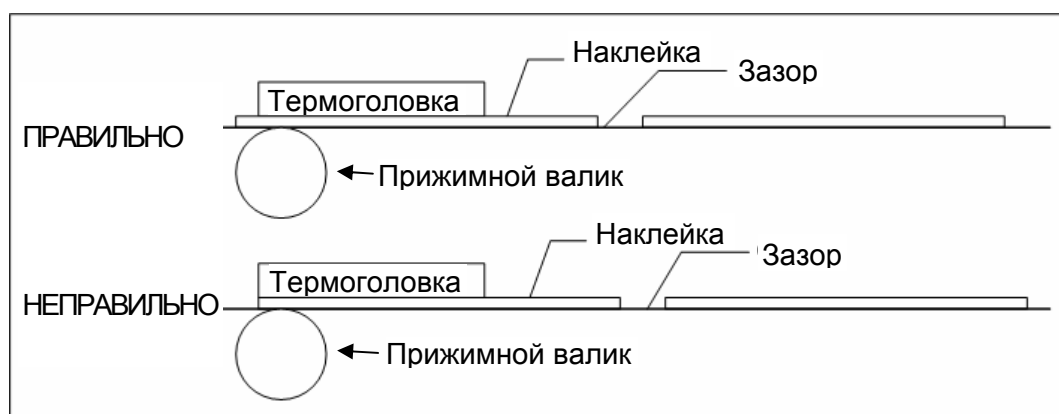 Наклейка
Зазор
Термоголовка
ПРАВИЛЬНО
Прижимной валик
Наклейка
Зазор
Термоголовка
НЕПРАВИЛЬНО
Прижимной валик